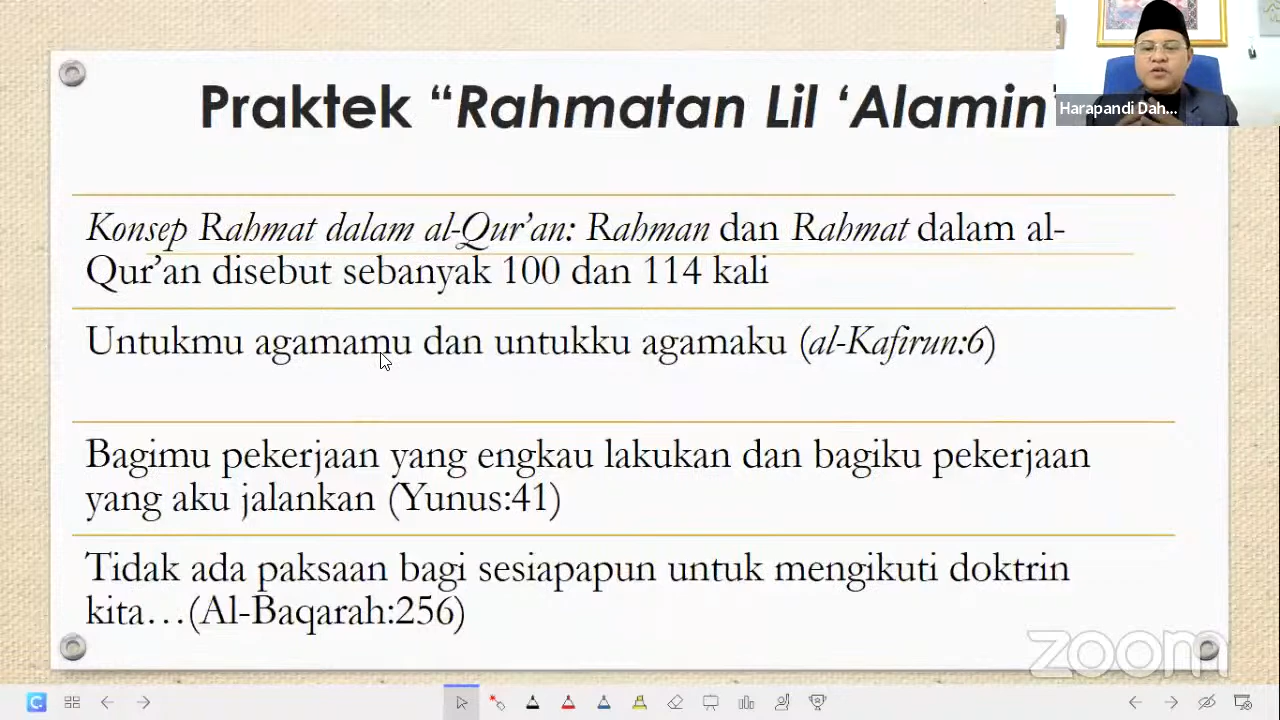 Praktek “Rahmatan Lil ‘Alamin’
Harapandi Dah...
Konsep Rahmat dalam al-Qur’an: Rahman dan Rahmat dalam al-
Qur’an disebut sebanyak 100 dan 114 kali
Untukmu agamamu dan untukku agamaku (al-Kafirun:6)
Bagimu pekerjaan yang engkau lakukan dan bagiku pekerjaan
yang aku jalankan (Yunus:41)
Tidak ada paksaan bagi sesiapapun untuk mengikuti doktrin
kita…(Al-Baqarah:256)
zoom